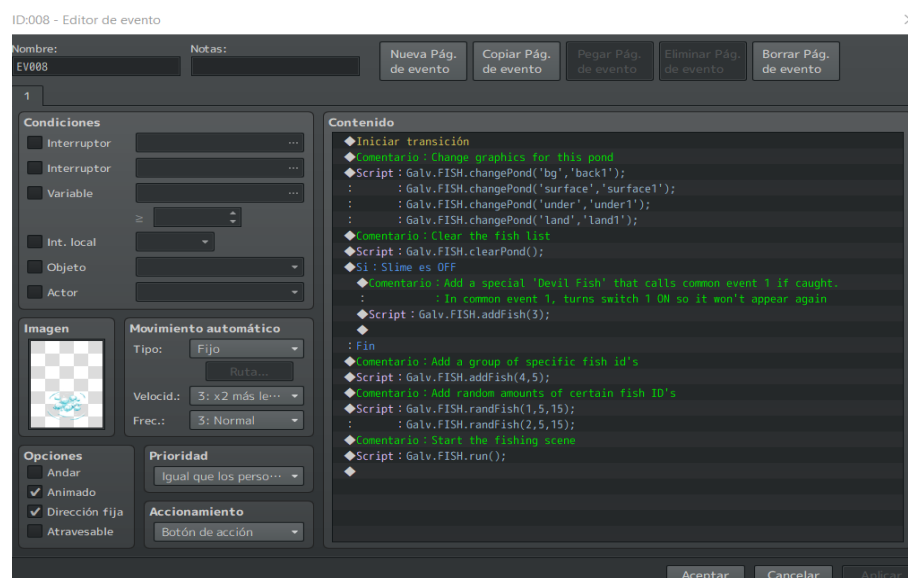 ID:008 - Editor de evento
Nombre:
EV008
Notas:
Nueva Pág. de evento
Copiar Pág. de evento
Pegar Pág. de evento
Eliminar Pág. de evento
Borrar Pág. de evento
1
Condiciones
Interruptor
Interruptor
Variable
≥
Int. local
Objeto
Actor
Imagen
Movimiento automático
Tipo: Fijo
Ruta...
Velocid.: 3: x2 más le···
Frec.: 3: Normal
Opciones
Andar
Animado
Dirección fija
Atravesable
Prioridad
Igual que los perso···
Accionamiento
Botón de acción
Contenido
◆Iniciar transición
◆Comentario：Change graphics for this pond
◆Script：Galv.FISH.changePond('bg','back1');
:      ：Galv.FISH.changePond('surface','surface1');
:      ：Galv.FISH.changePond('under','under1');
:      ：Galv.FISH.changePond('land','land1');
◆Comentario：Clear the fish list
◆Script：Galv.FISH.clearPond();
◆Si：Slime es OFF
◆Comentario：Add a special 'Devil Fish' that calls common event 1 if caught.
:          ：In common event 1, turns switch 1 ON so it won't appear again
◆Script：Galv.FISH.addFish(3);
◆
：Fin
◆Comentario：Add a group of specific fish id's
◆Script：Galv.FISH.addFish(4,5);
◆Comentario：Add random amounts of certain fish ID's
◆Script：Galv.FISH.randFish(1,5,15);
:      ：Galv.FISH.randFish(2,5,15);
◆Comentario：Start the fishing scene
◆Script：Galv.FISH.run();
◆
Aceptar
Cancelar
Aplicar